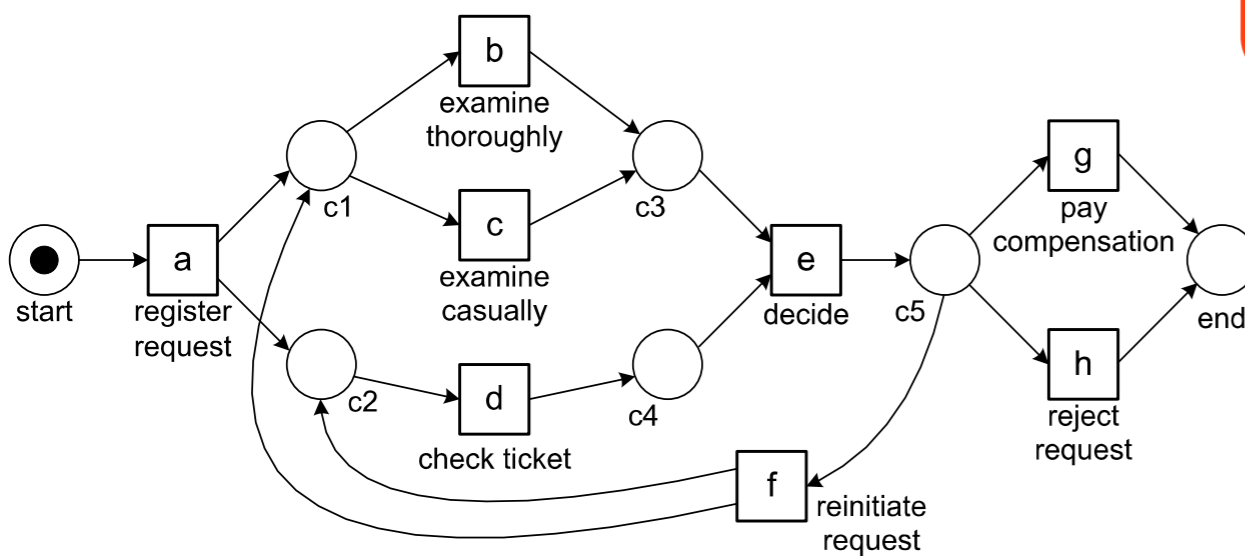 b
examine
thoroughly
c1
c3
g
pay
compensation
start
a
register
request
c
examine
casually
e
decide
c5
end
c2
d
check ticket
c4
h
reject
request
f
reinitiate
request